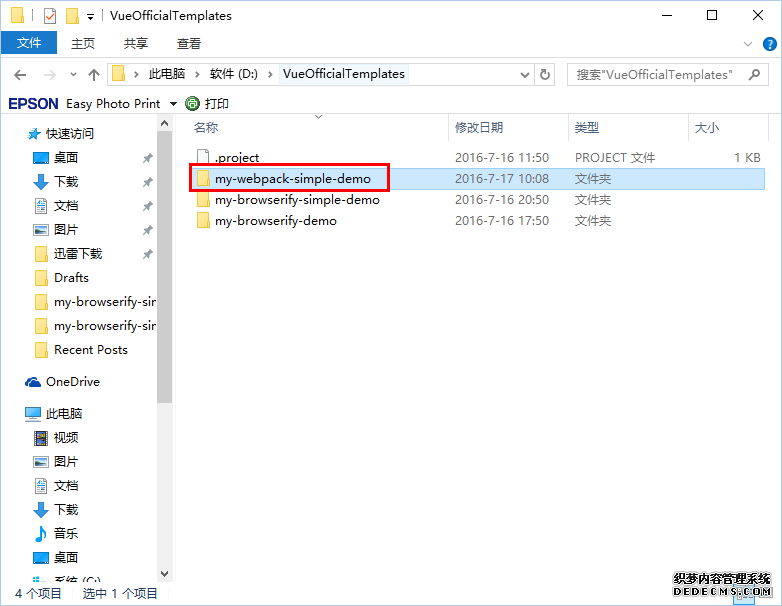 VueOfficialTemplates
文件 主页 共享 查看
此电脑 软件 (D:) VueOfficialTemplates 搜索"VueOfficialTemplates"
EPSON Easy Photo Print 打印
名称 修改日期 类型 大小
.project 2016-7-16 11:50 PROJECT 文件 1 KB
my-webpack-simple-demo 2016-7-17 10:08 文件夹
my-browserify-simple-demo 2016-7-16 20:50 文件夹
my-browserify-demo 2016-7-16 17:50 文件夹
快速访问
桌面
下载
文档
图片
迅雷下载
Drafts
my-browserify-sir
my-browserify-sir
Recent Posts
OneDrive
此电脑
视频
图片
文档
下载
音乐
桌面
系统 (C:)
4 个项目 选中 1 个项目
织梦内容管理系统
DEDECMS.COM